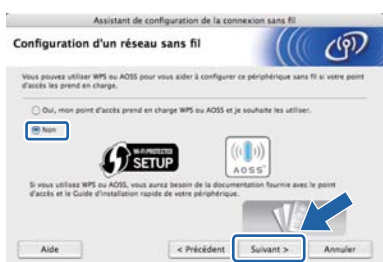 Assistant de configuration de la connexion sans fil
Configuration d'un réseau sans fil
Vous pouvez utiliser WPS ou AOSS pour vous aider à configurer ce périphérique sans fil si votre point
d'accès les prend en charge.
Oui, mon point d'accès prend en charge WPS ou AOSS et je souhaite les utiliser.
Non
WI-FI PROTECTED
SETUP
AOSS
Si vous utilisez WPS ou AOSS, vous aurez besoin de la documentation fournie avec le point
d'accès et le Guide d'installation rapide de votre périphérique.
Aide
< Précédent
Suivant >
Annuler